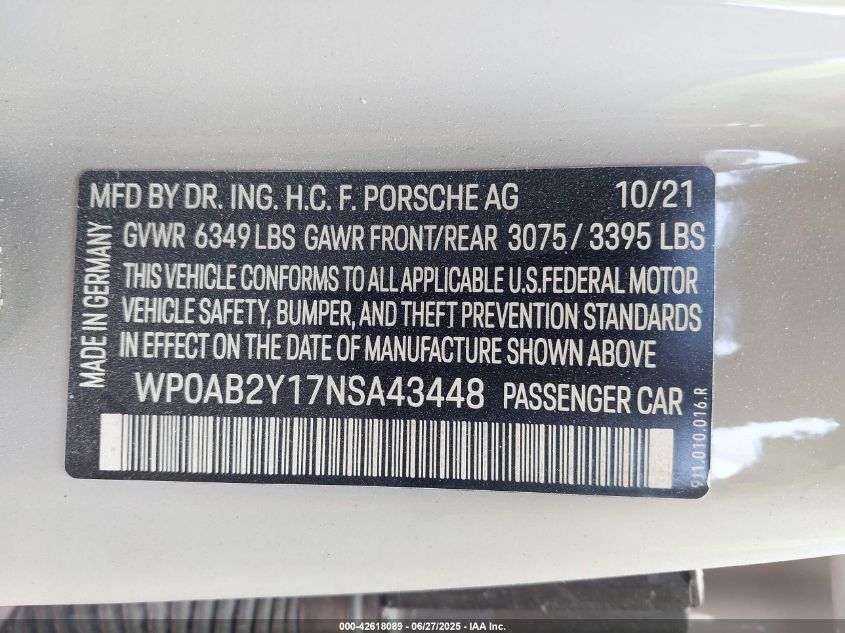 MFD BY DR. ING. H.C. F. PORSCHE AG 10/21
GVWR 6349 LBS GAWR FRONT/REAR 3075 / 3395 LBS
THIS VEHICLE CONFORMS TO ALL APPLICABLE U.S.FEDERAL MOTOR
VEHICLE SAFETY, BUMPER, AND THEFT PREVENTION STANDARDS
IN EFFECT ON THE DATE OF MANUFACTURE SHOWN ABOVE
WP0AB2Y17NSA43448 PASSENGER CAR
MADE IN GERMANY
911.010.016.R
000-42618089 - 06/27/2025 - IAA Inc.